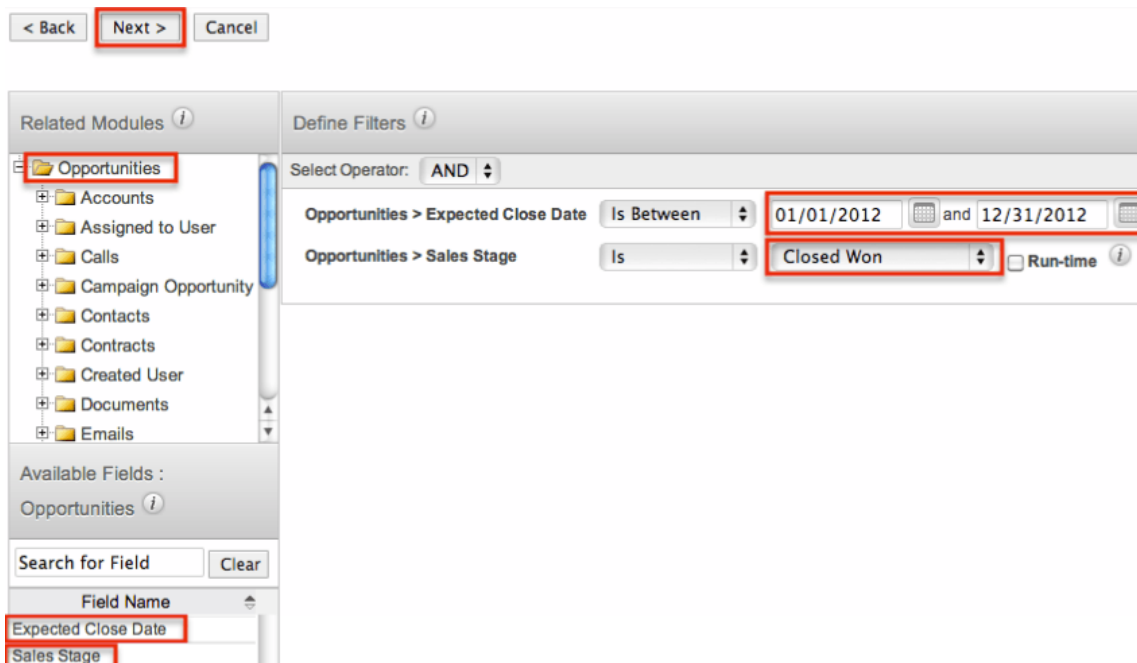 < Back Next > Cancel
Related Modules i
Opportunities
Accounts
Assigned to User
Calls
Campaign Opportunity
Contacts
Contracts
Created User
Documents
Emails
Available Fields :
Opportunities i
Search for Field Clear
Field Name
Expected Close Date
Sales Stage
Define Filters i
Select Operator: AND
Opportunities > Expected Close Date Is Between 01/01/2012 and 12/31/2012
Opportunities > Sales Stage Is Closed Won Run-time i